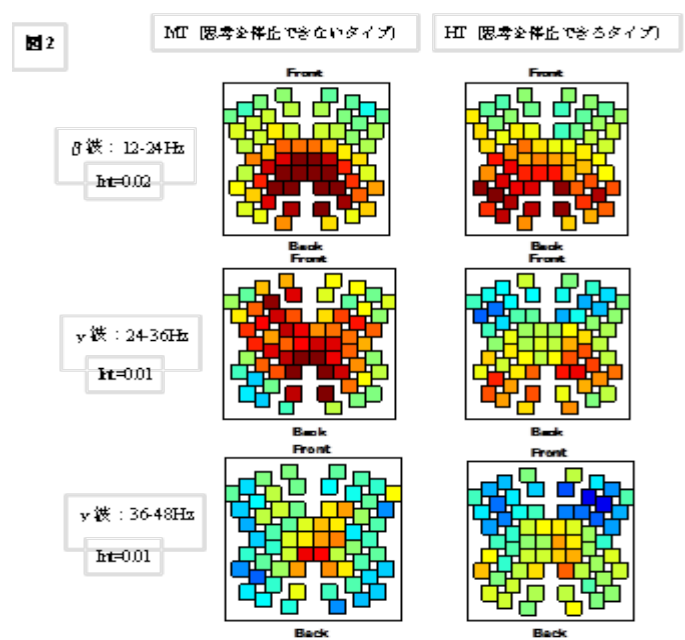 図2
MT (思考を停止できないタイプ)
HT (思考を停止できるタイプ)
Front
Front
β波：12-24Hz
Int=0.02
Back
Back
Front
Front
γ波：24-36Hz
Int=0.01
Back
Back
Front
Front
γ波：36-48Hz
Int=0.01
Back
Back